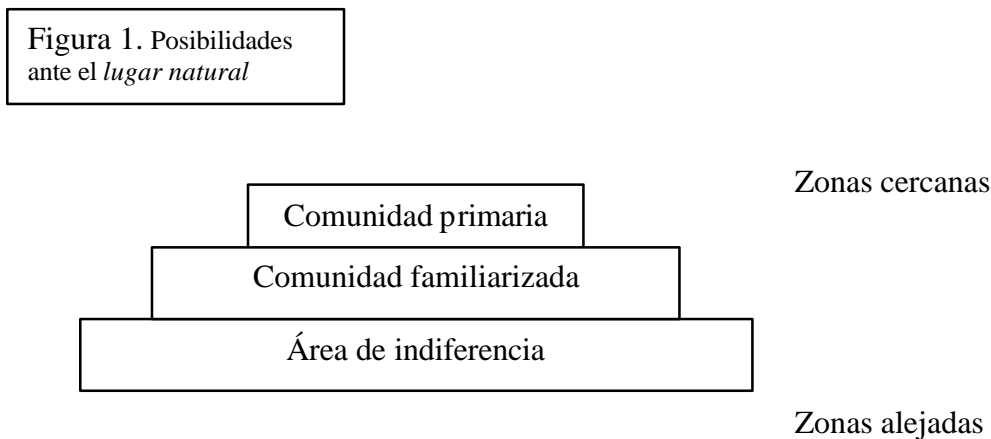 Figura 1. Posibilidades
ante el lugar natural
Zonas cercanas
Comunidad primaria
Comunidad familiarizada
Área de indiferencia
Zonas alejadas